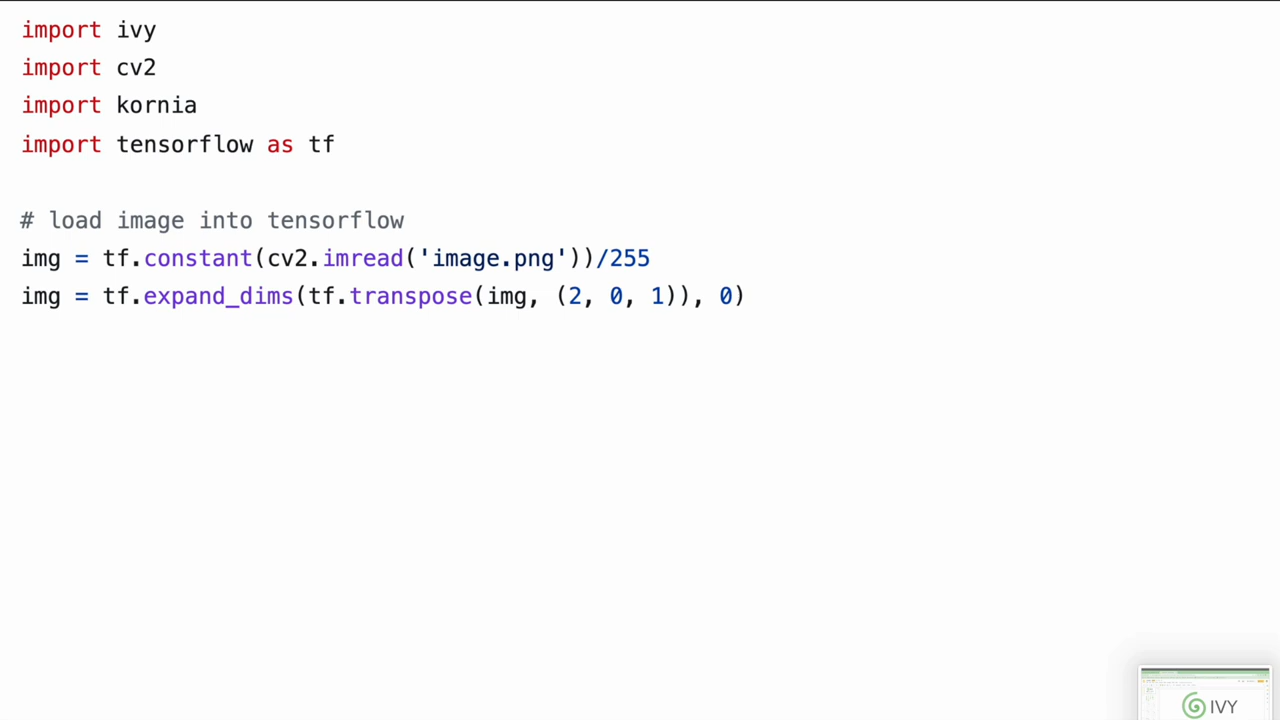 import ivy
import cv2
import kornia
import tensorflow as tf
# load image into tensorflow
img = tf.constant(cv2.imread('image.png'))/255
img = tf.expand_dims(tf.transpose(img, (2, 0, 1)), 0)
IVY